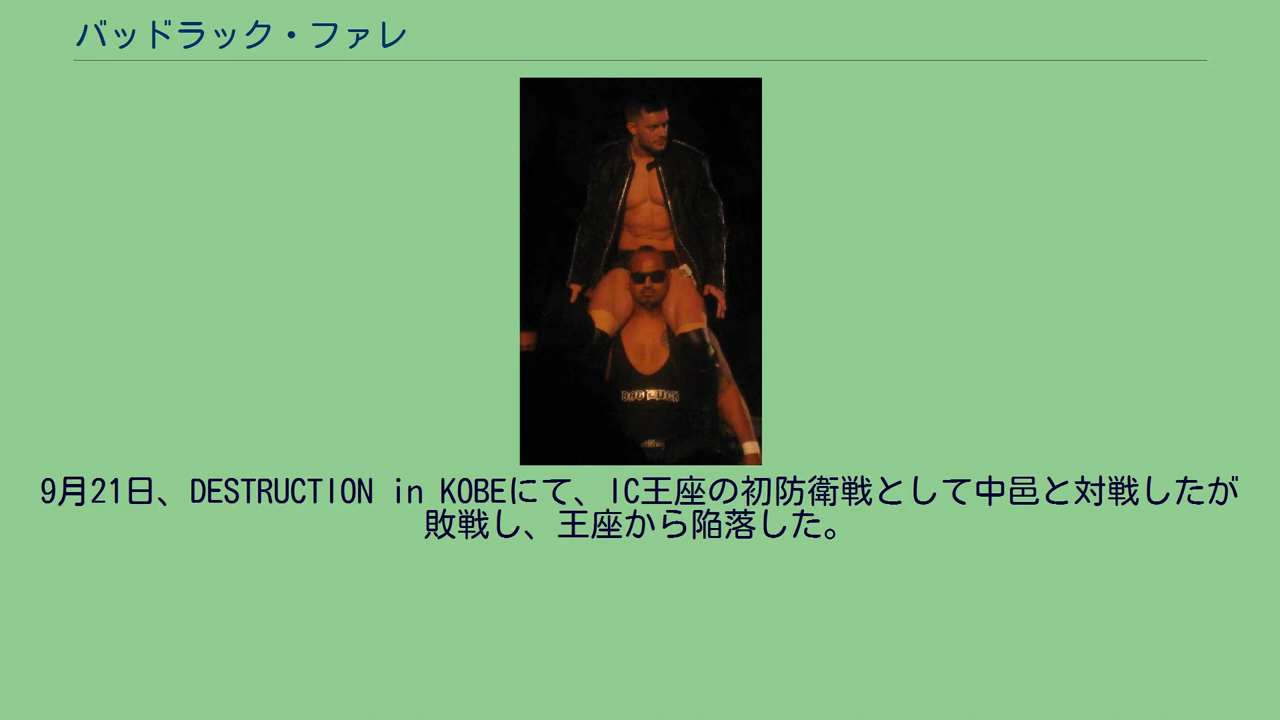 バッドラック・ファレ
9月21日、DESTRUCTION in KOBEにて、IC王座の初防衛戦として中邑と対戦したが
敗戦し、王座から陥落した。